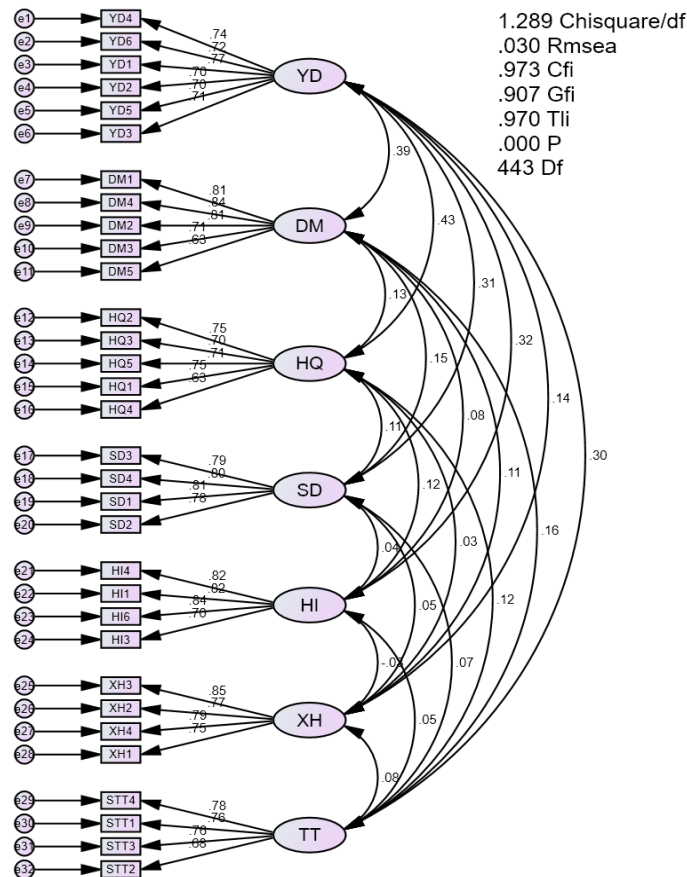 1.289 Chisquare/df
.030 Rmsea
.973 Cfi
.907 Gfi
.970 Tli
.000 P
443 Df
e1 YD4 .74
e2 YD6 .72
e3 YD1 .77
e4 YD2 .70
e5 YD5 .70
e6 YD3 .71
YD
e7 DM1 .81
e8 DM4 .84
e9 DM2 .81
e10 DM3 .71
e11 DM5 .63
DM
e12 HQ2 .75
e13 HQ3 .70
e14 HQ5 .71
e15 HQ1 .75
e16 HQ4 .63
HQ
e17 SD3 .79
e18 SD4 .80
e19 SD1 .81
e20 SD2 .78
SD
e21 HI4 .82
e22 HI1 .82
e23 HI6 .84
e24 HI3 .70
HI
e25 XH3 .85
e26 XH2 .77
e27 XH4 .79
e28 XH1 .75
XH
e29 STT4 .78
e30 STT1 .76
e31 STT3
e32 STT2
TT
.39
.43
.31
.32
.14
.30
.13
.15
.08
.11
.16
.11
.12
.03
.12
.04
.05
.07
.05
.08